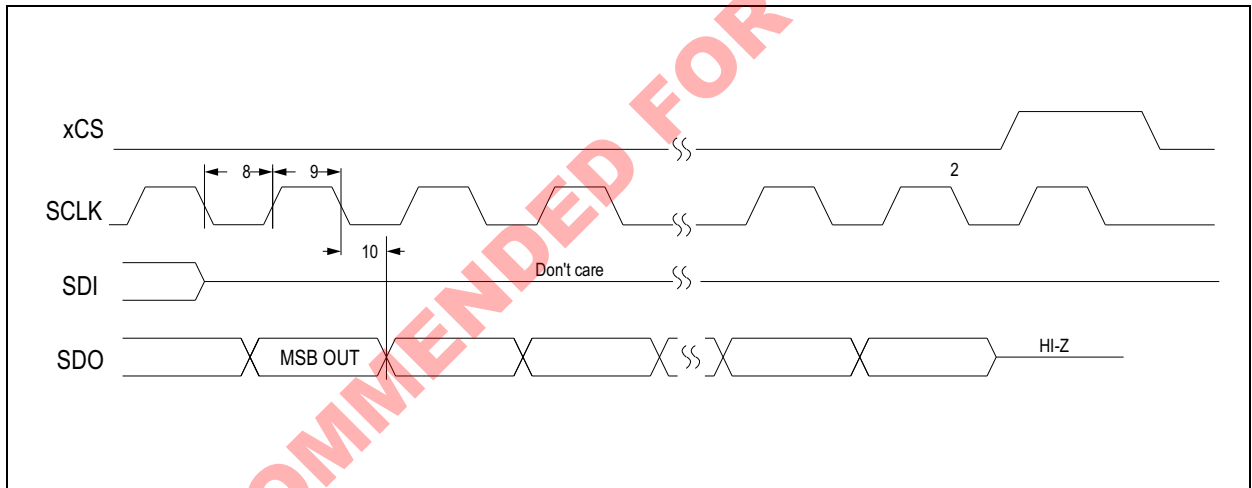 xCS
2
8 9
SCLK
10
SDI Don't care
MSB OUT
SDO HI-Z
OMMENDED FOR